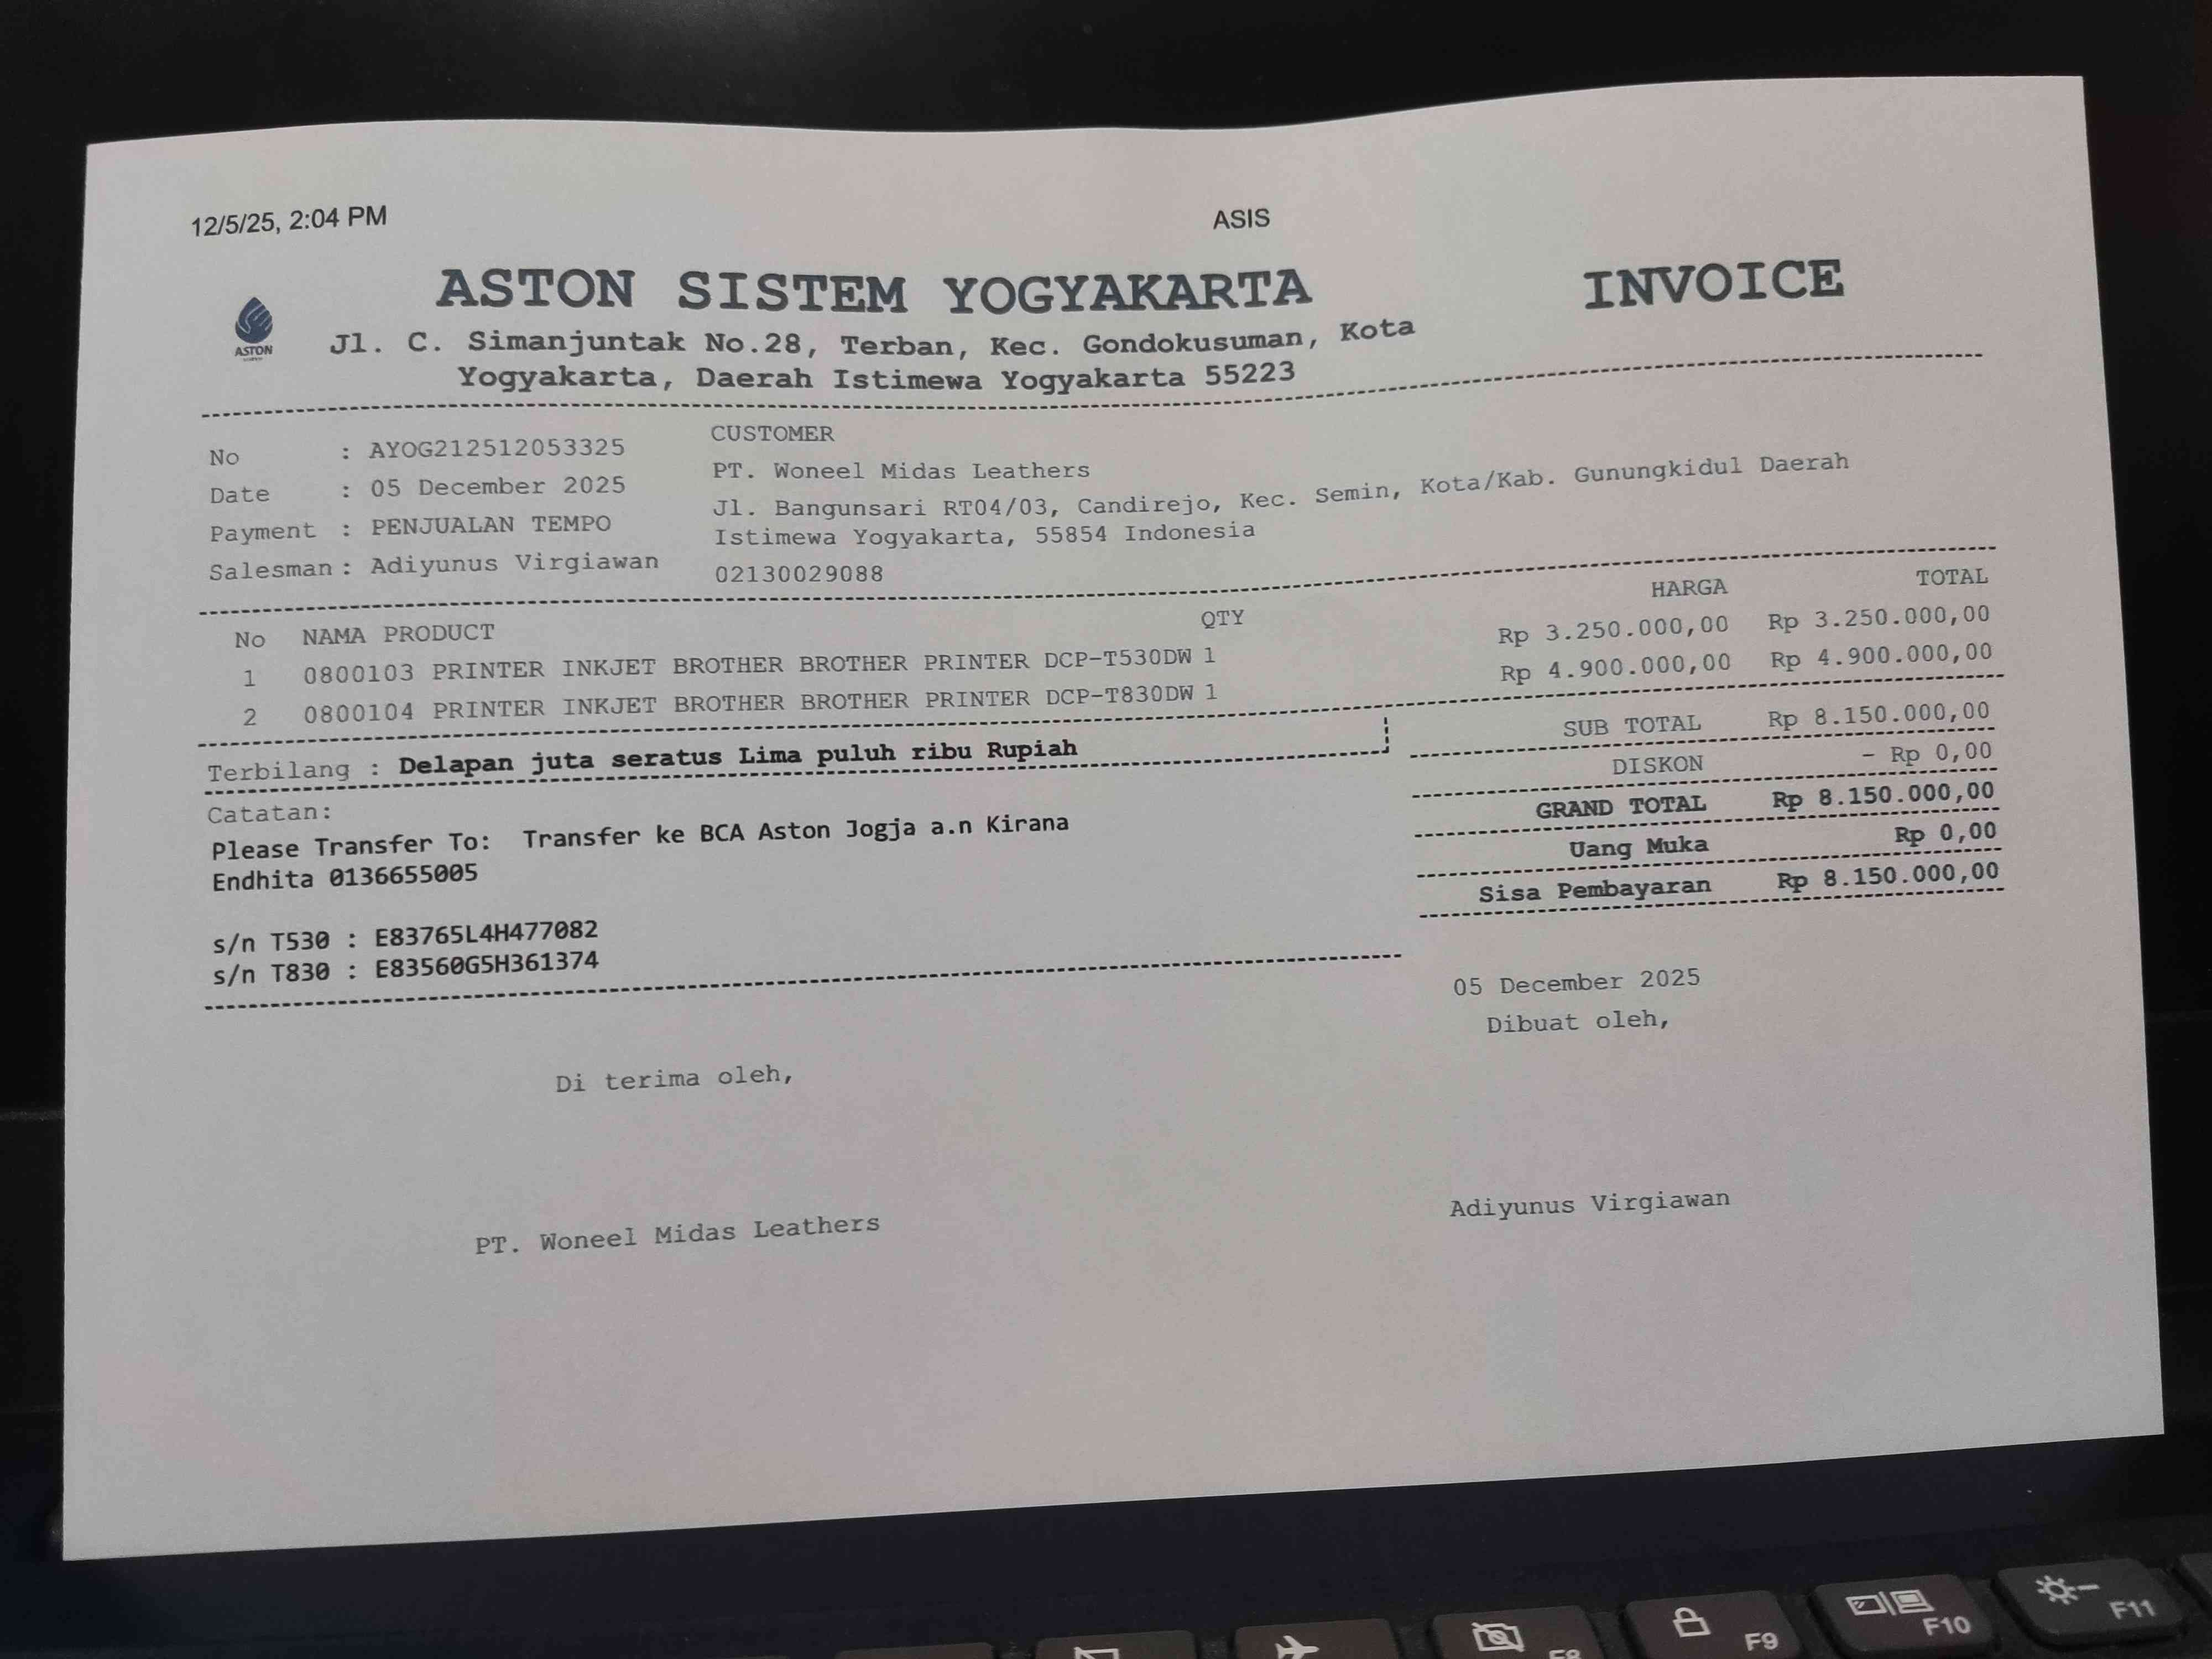 12/5/25, 2:04 PM ASIS
ASTON SISTEM YOGYAKARTA INVOICE
ASTON
Jl. C. Simanjuntak No.28, Terban, Kec. Gondokusuman, Kota
Yogyakarta, Daerah Istimewa Yogyakarta 55223
No : AYOG212512053325
Date : 05 December 2025
Payment : PENJUALAN TEMPO
Salesman : Adiyunus Virgiawan
CUSTOMER
PT. Woneel Midas Leathers
Jl. Bangunsari RT04/03, Candirejo, Kec. Semin, Kota/Kab. Gunungkidul Daerah
Istimewa Yogyakarta, 55854 Indonesia
02130029088
No NAMA PRODUCT QTY HARGA TOTAL
1 0800103 PRINTER INKJET BROTHER BROTHER PRINTER DCP-T530DW 1 Rp 3.250.000,00 Rp 3.250.000,00
2 0800104 PRINTER INKJET BROTHER BROTHER PRINTER DCP-T830DW 1 Rp 4.900.000,00 Rp 4.900.000,00
Terbilang : Delapan juta seratus Lima puluh ribu Rupiah
SUB TOTAL Rp 8.150.000,00
DISKON - Rp 0,00
GRAND TOTAL Rp 8.150.000,00
Uang Muka Rp 0,00
Sisa Pembayaran Rp 8.150.000,00
Catatan:
Please Transfer To: Transfer ke BCA Aston Jogja a.n Kirana
Endhita 0136655005
s/n T530 : E83765L4H477082
s/n T830 : E83560G5H361374
05 December 2025
Dibuat oleh,
Di terima oleh,
Adiyunus Virgiawan
PT. Woneel Midas Leathers
F8
F9
F10
F11